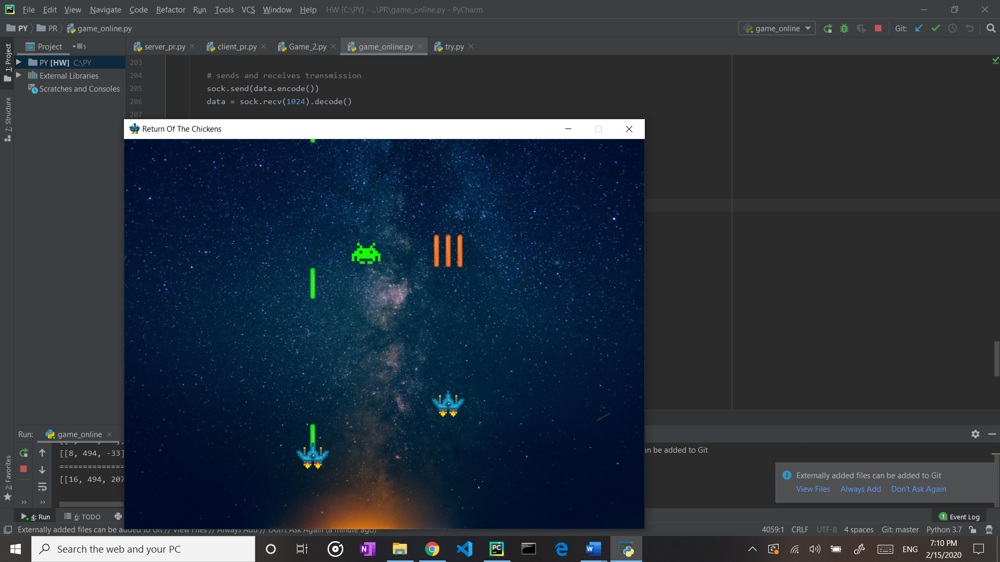 File Edit View Navigate Code Refactor Run Tools VCS Window Help HW [C:\PY] - ...\PR\game_online.py - PyCharm
PY PR game_online.py game_online Git:
1: Project
Project 5 server_pr.py client_pr.py Game_2.py game_online.py try.py
PY [HW] C:\PY
External Libraries
Scratches and Consoles
7: Structure
203
204 # sends and receives transmission
205 sock.send(data.encode())
206 data = sock.recv(1024).decode()
207
Return Of The Chickens
Run: game_online
[[8, 494, -33]
[[16, 494, 207
an be added to Git
2: Favorites
Externally added files can be added to Git
View Files Always Add Don't Ask Again
4: Run 6: TODO 1 Event Log
Externally added files can be added to Git // View Files // Always Add // Don't Ask Again (a minute ago) 4059:1 CRLF UTF-8 4 spaces Git: master Python 3.7
Search the web and your PC ENG 7:10 PM
2/15/2020